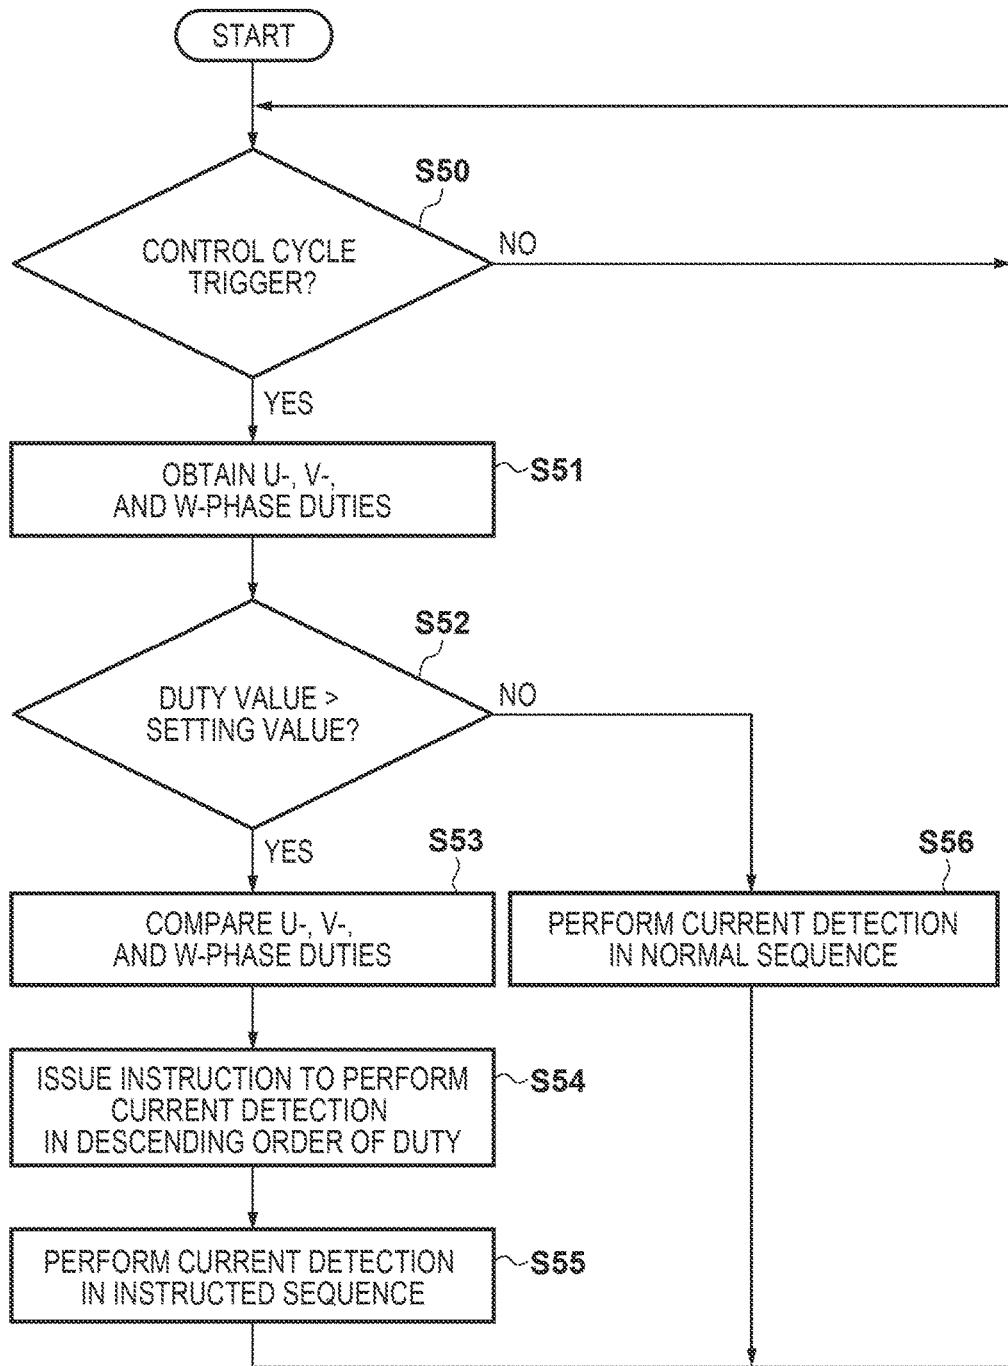 START
S50
CONTROL CYCLE
TRIGGER?
NO
YES
OBTAIN U-, V-,
AND W-PHASE DUTIES
S51
S52
DUTY VALUE >
SETTING VALUE?
NO
YES
S53
COMPARE U-, V-,
AND W-PHASE DUTIES
S56
PERFORM CURRENT DETECTION
IN NORMAL SEQUENCE
ISSUE INSTRUCTION TO PERFORM
CURRENT DETECTION
IN DESCENDING ORDER OF DUTY
S54
PERFORM CURRENT DETECTION
IN INSTRUCTED SEQUENCE
S55